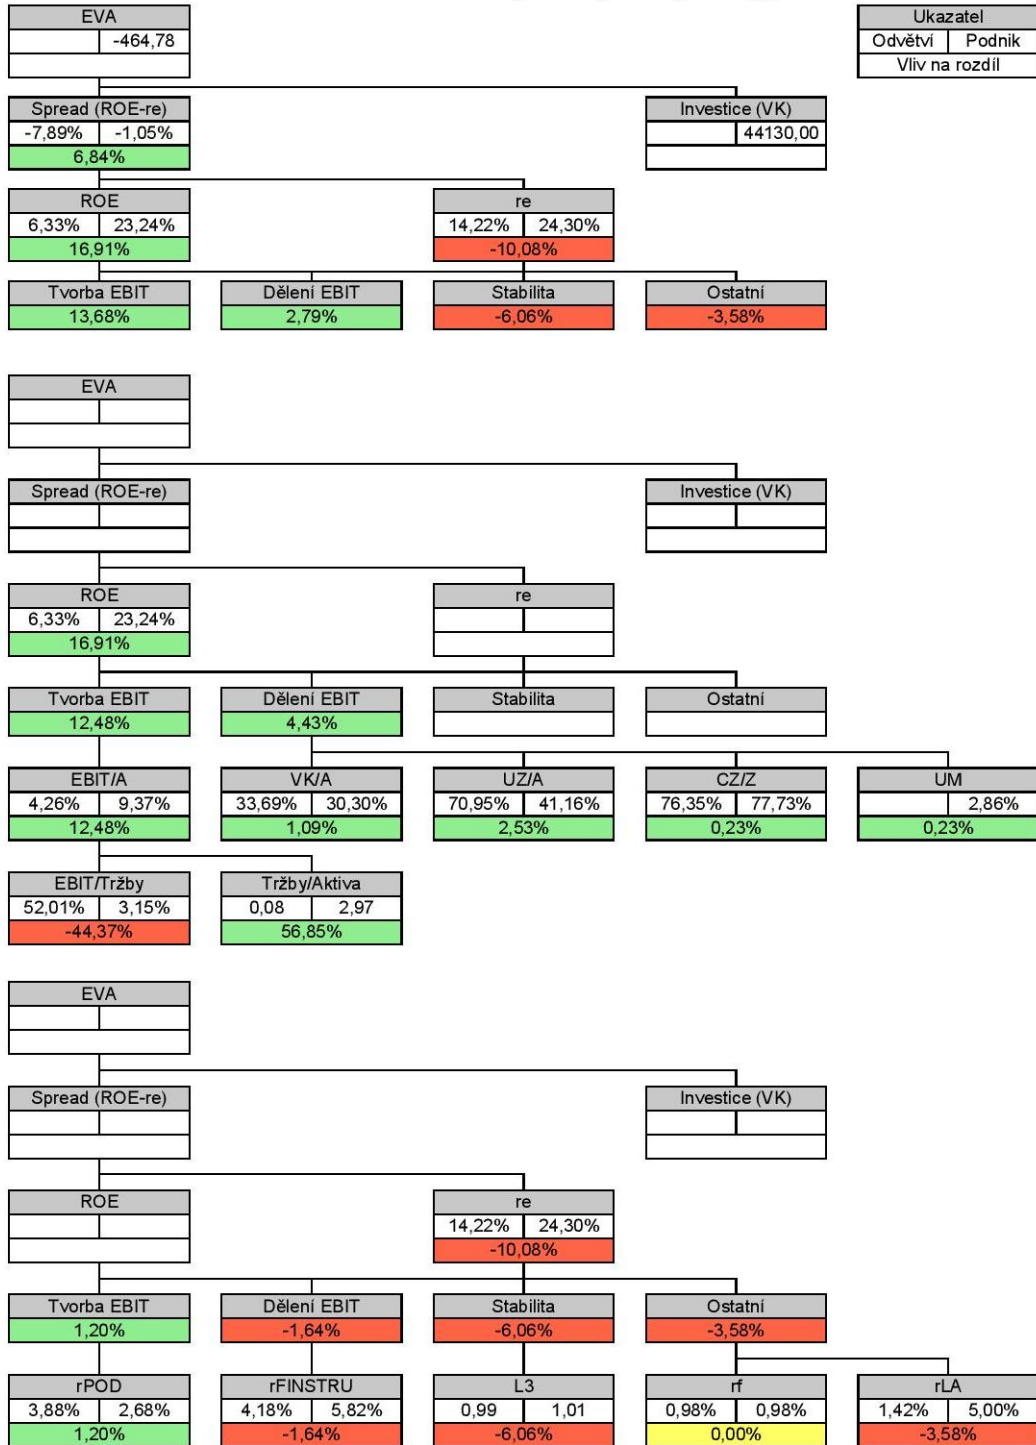 EVA Ukazatel
-464,78 Odvětví Podnik
Vliv na rozdíl
Spread (ROE-re) Investice (VK)
-7,89% -1,05% 44130,00
6,84%
ROE re
6,33% 23,24% 14,22% 24,30%
16,91% -10,08%
Tvorba EBIT Dělení EBIT Stabilita Ostatní
13,68% 2,79% -6,06% -3,58%
EVA
Spread (ROE-re) Investice (VK)
ROE re
6,33% 23,24%
16,91%
Tvorba EBIT Dělení EBIT Stabilita Ostatní
12,48% 4,43%
EBIT/A VK/A UZ/A CZ/Z UM
4,26% 9,37% 33,69% 30,30% 70,95% 41,16% 76,35% 77,73% 2,86%
12,48% 1,09% 2,53% 0,23% 0,23%
EBIT/Tržby Tržby/Aktiva
52,01% 3,15% 0,08 2,97
-44,37% 56,85%
EVA
Spread (ROE-re) Investice (VK)
ROE re
14,22% 24,30%
-10,08%
Tvorba EBIT Dělení EBIT Stabilita Ostatní
1,20% -1,64% -6,06% -3,58%
rPOD rFINSTRU L3 rf rLA
3,88% 2,68% 4,18% 5,82% 0,99 1,01 0,98% 0,98% 1,42% 5,00%
1,20% -1,64% -6,06% 0,00% -3,58%